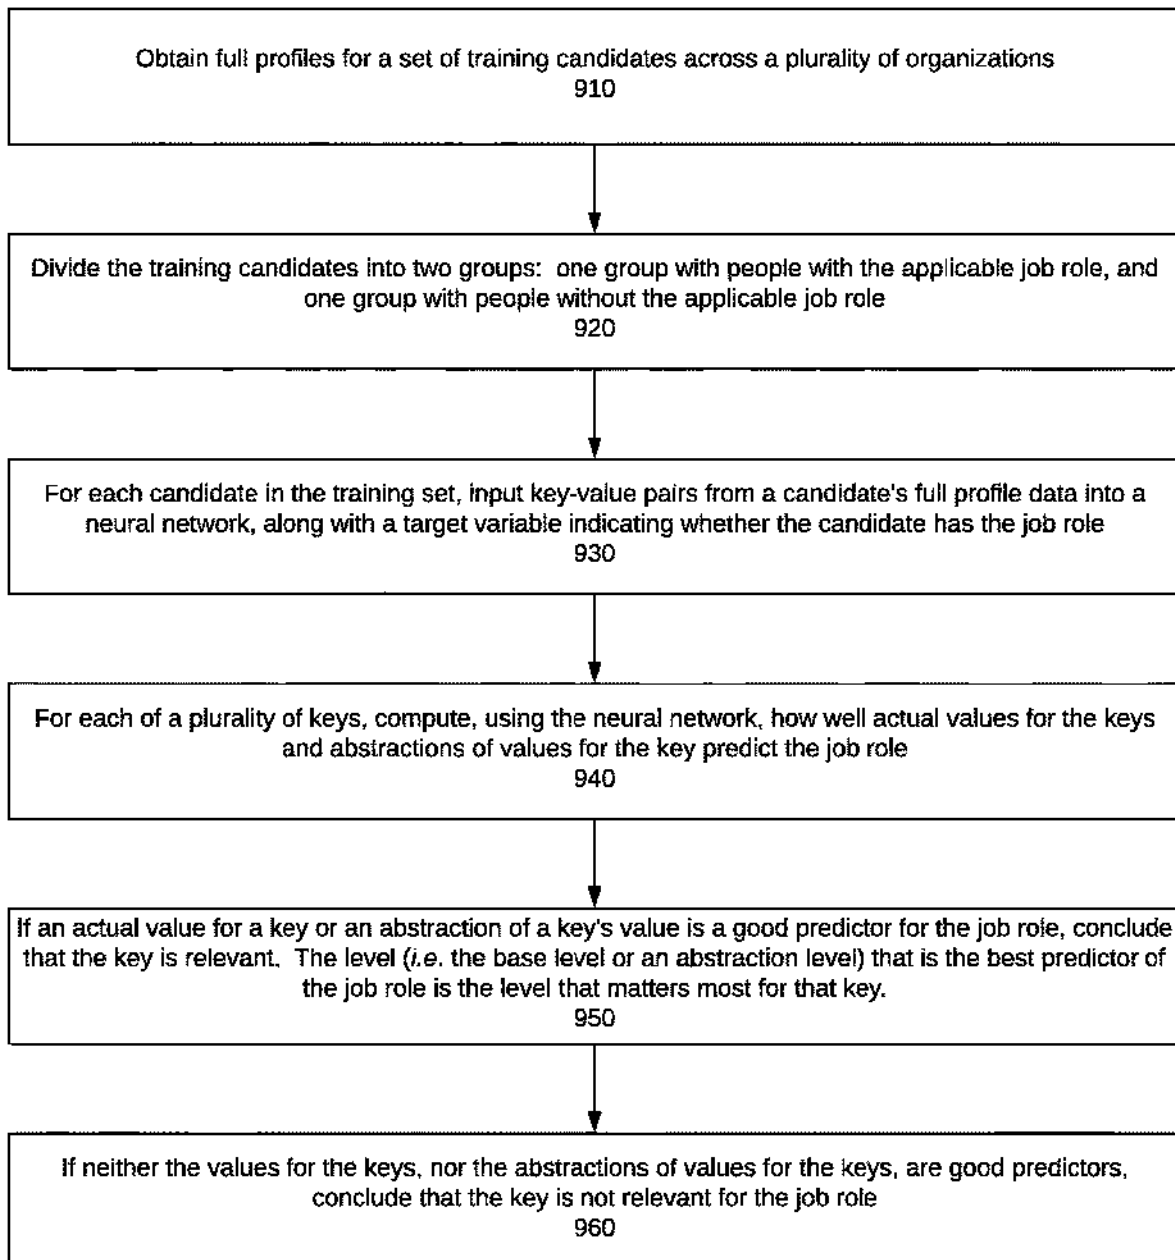 Obtain full profiles for a set of training candidates across a plurality of organizations
910
Divide the training candidates into two groups: one group with people with the applicable job role, and
one group with people without the applicable job role
920
For each candidate in the training set, input key-value pairs from a candidate's full profile data into a
neural network, along with a target variable indicating whether the candidate has the job role
930
For each of a plurality of keys, compute, using the neural network, how well actual values for the keys
and abstractions of values for the key predict the job role
940
If an actual value for a key or an abstraction of a key's value is a good predictor for the job role, conclude
that the key is relevant. The level (i.e. the base level or an abstraction level) that is the best predictor of
the job role is the level that matters most for that key.
950
If neither the values for the keys, nor the abstractions of values for the keys, are good predictors,
conclude that the key is not relevant for the job role
960